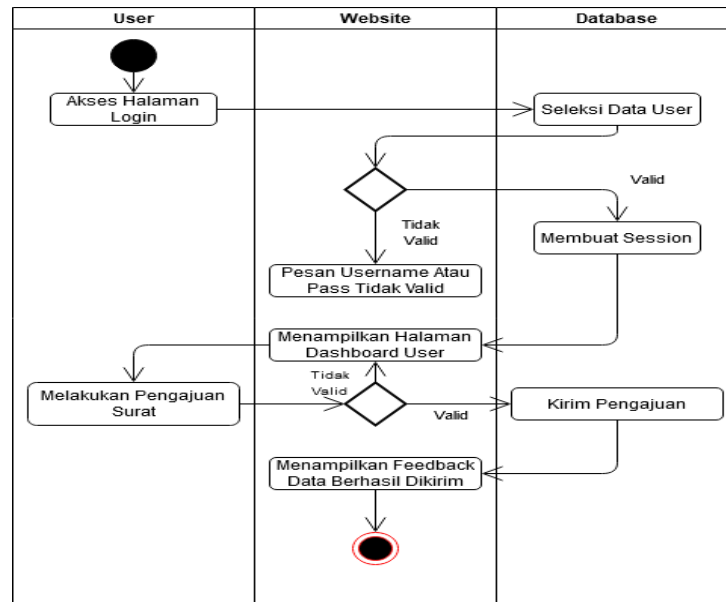 User
Website
Database
Akses Halaman
Login
Seleksi Data User
Valid
Tidak
Valid
Membuat Session
Pesan Username Atau
Pass Tidak Valid
Menampilkan Halaman
Dashboard User
Tidak
Valid
Melakukan Pengajuan
Surat
Valid
Kirim Pengajuan
Menampilkan Feedback
Data Berhasil Dikirim